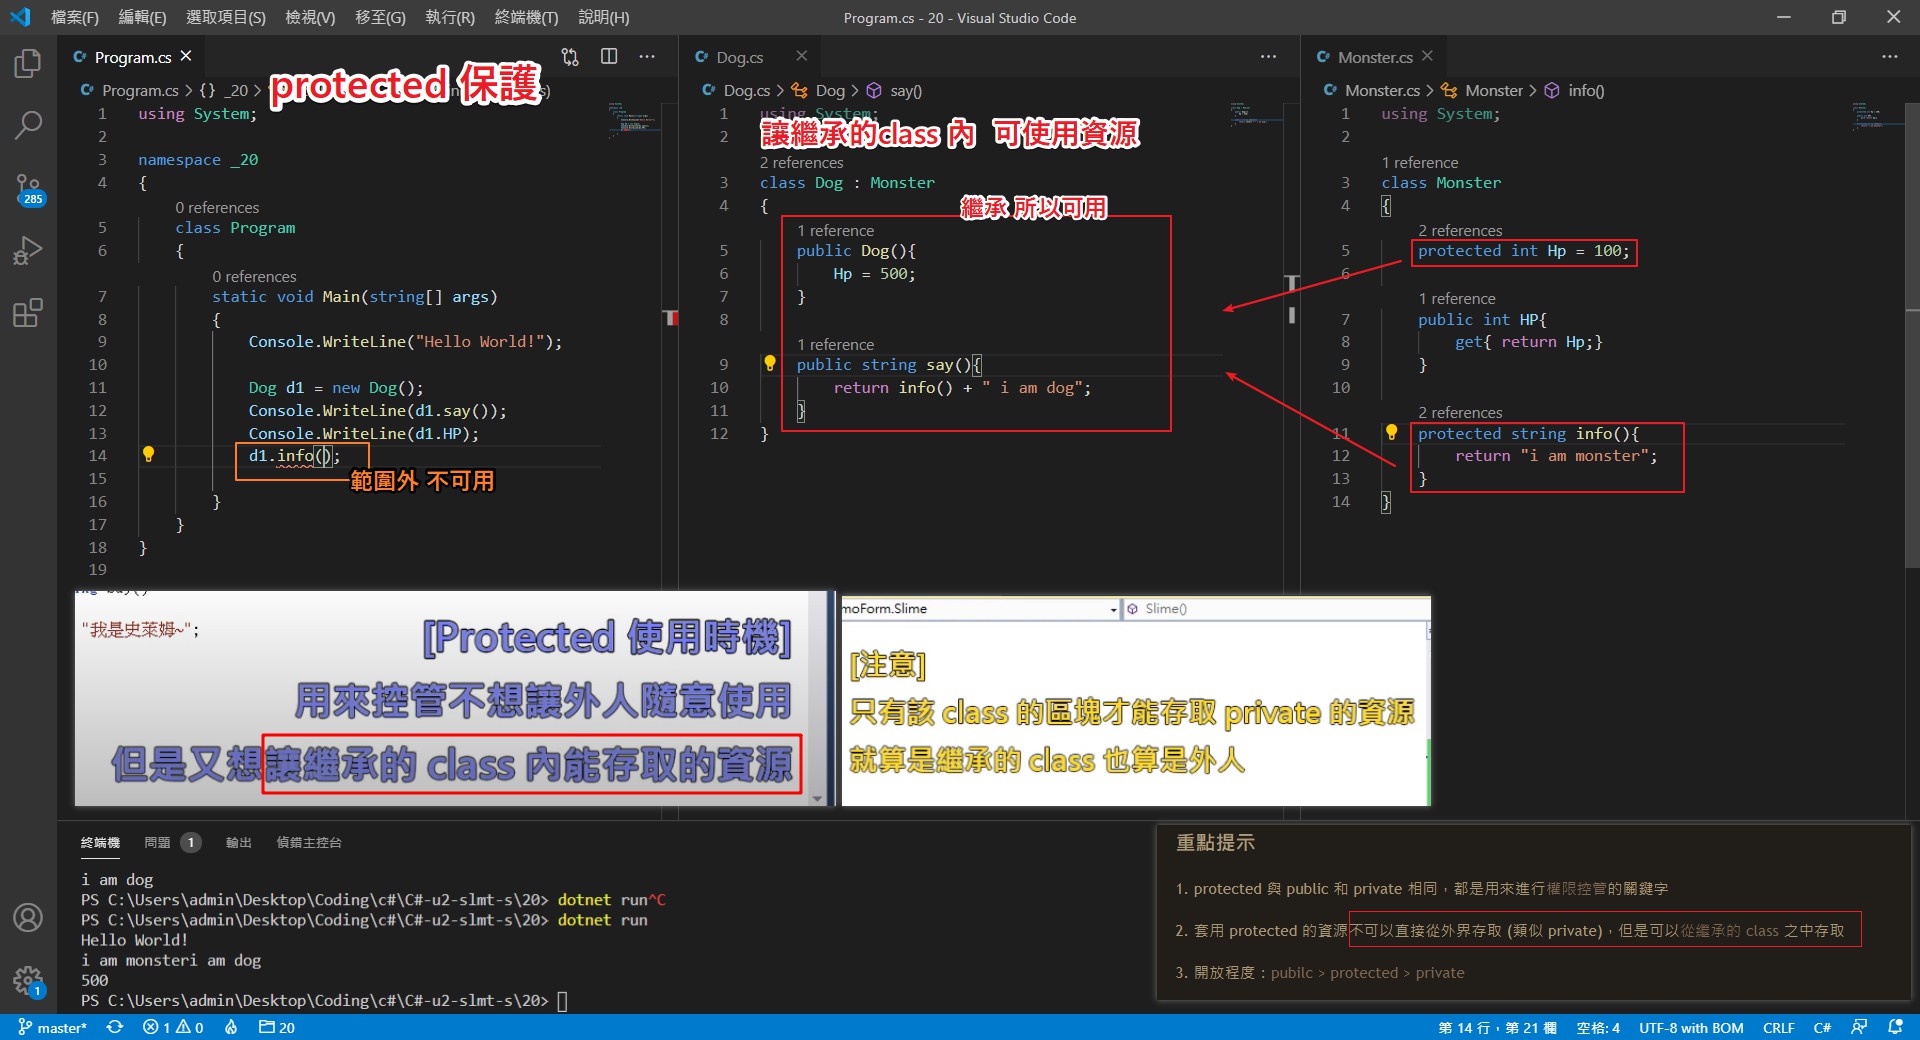 檔案(F) 編輯(E) 選取項目(S) 檢視(V) 移至(G) 執行(R) 終端機(T) 說明(H)
Program.cs - 20 - Visual Studio Code
Program.cs
Program.cs > {} _20 >
protected 保護
1 using System;
2
3 namespace _20
4 {
0 references
5 class Program
6 {
0 references
7 static void Main(string[] args)
8 {
9 Console.WriteLine("Hello World!");
10
11 Dog d1 = new Dog();
12 Console.WriteLine(d1.say());
13 Console.WriteLine(d1.HP);
14 d1.info();
範圍外 不可用
15
16 }
17 }
18 }
19
Dog.cs
Dog.cs > Dog > say()
1 using System;
讓繼承的class 內 可使用資源
2
2 references
3 class Dog : Monster
4 {
繼承 所以可用
1 reference
5 public Dog(){
6 Hp = 500;
7 }
8
1 reference
9 public string say(){
10 return info() + " i am dog";
11 }
12 }
Monster.cs
Monster.cs > Monster > info()
1 using System;
2
1 reference
3 class Monster
4 {
2 references
5 protected int Hp = 100;
6
1 reference
7 public int HP{
8 get{ return Hp;}
9 }
10
2 references
11 protected string info(){
12 return "i am monster";
13 }
14 }
285
"我是史萊姆~";
[Protected 使用時機]
用來控管不想讓外人隨意使用
但是又想讓繼承的 class 內能存取的資源
moForm.Slime
Slime()
[注意]
只有該 class 的區塊才能存取 private 的資源
就算是繼承的 class 也算是外人
終端機 問題 1 輸出 偵錯主控台
i am dog
PS C:\Users\admin\Desktop\Coding\c#\C#-u2-slmt-s\20> dotnet run^C
PS C:\Users\admin\Desktop\Coding\c#\C#-u2-slmt-s\20> dotnet run
Hello World!
i am monsteri am dog
500
PS C:\Users\admin\Desktop\Coding\c#\C#-u2-slmt-s\20>
重點提示
1. protected 與 public 和 private 相同，都是用來進行權限控管的關鍵字
2. 套用 protected 的資源不可以直接從外界存取 (類似 private)，但是可以從繼承的 class 之中存取
3. 開放程度：pubilc > protected > private
1
master* 1 0 20
第 14 行，第 21 欄 空格: 4 UTF-8 with BOM CRLF C#